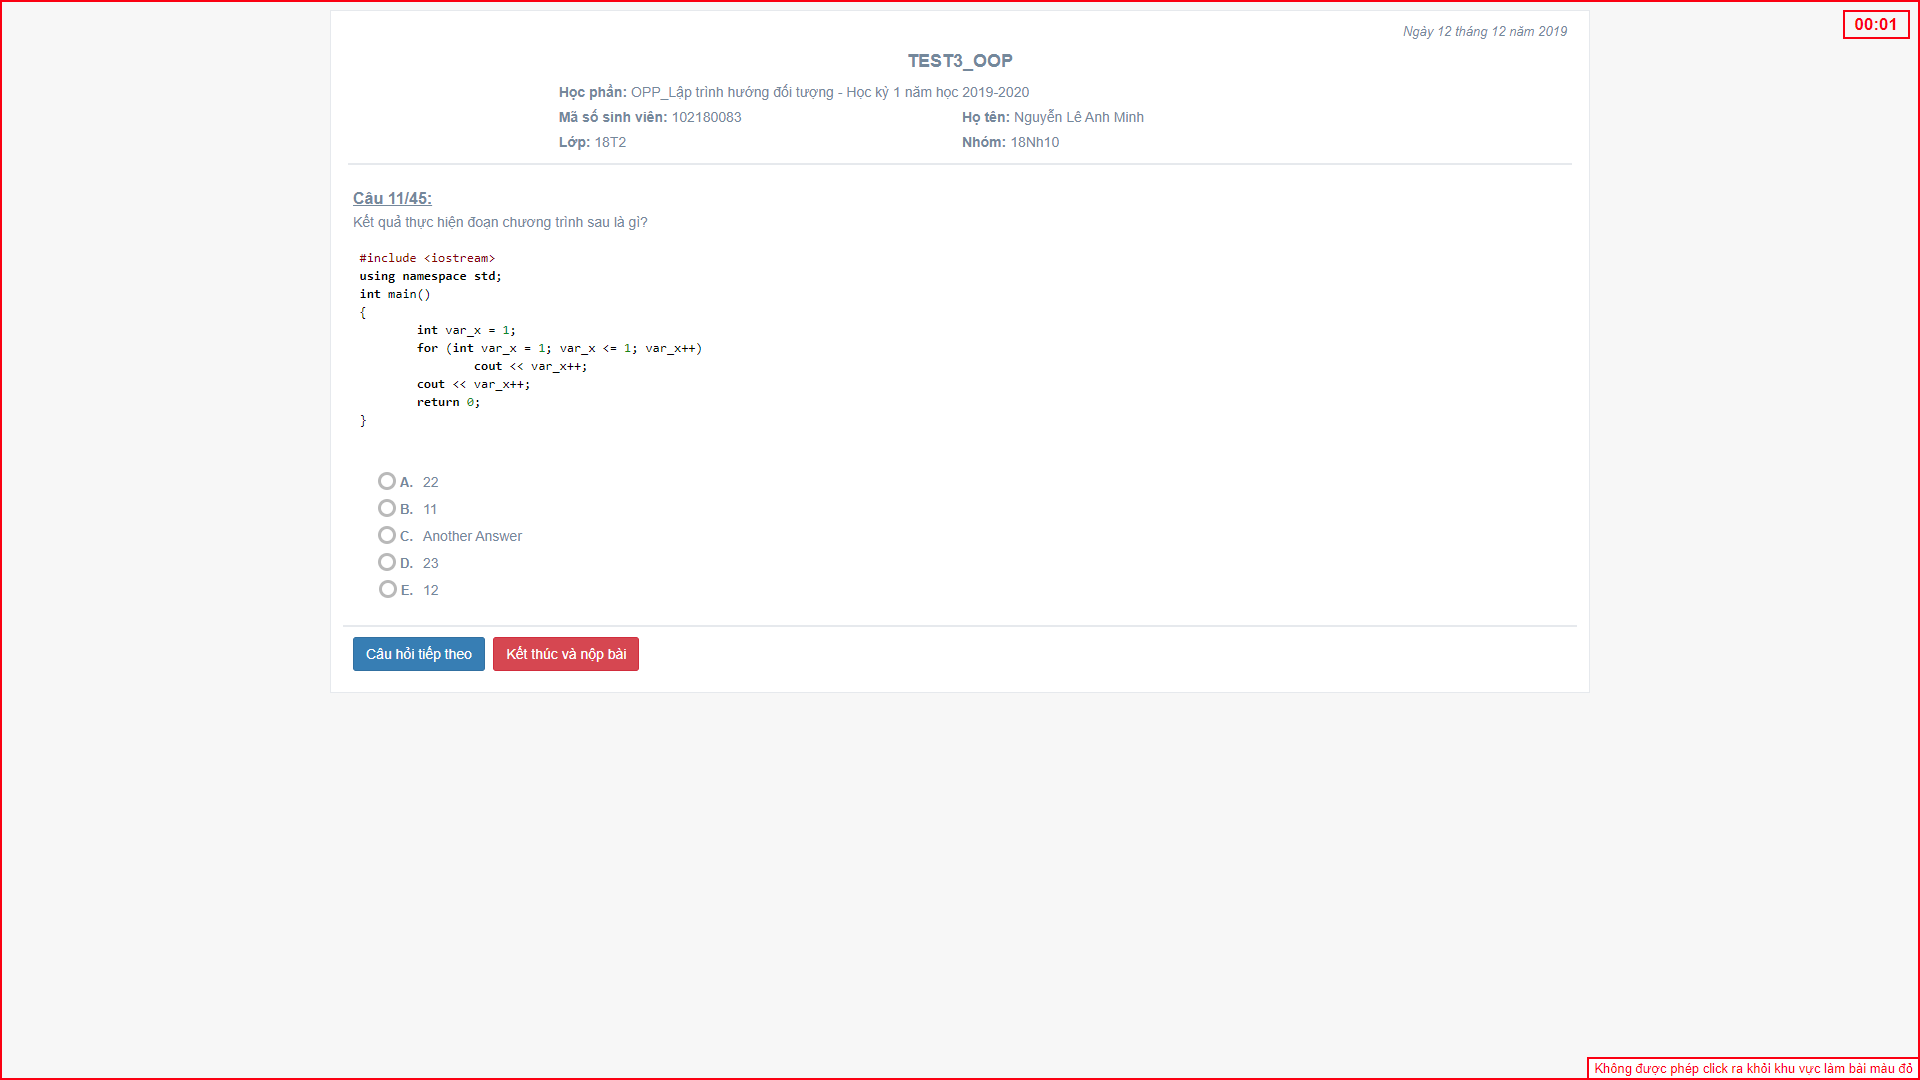 Ngày 12 tháng 12 năm 2019
00:01
TEST3_OOP
Học phần: OPP_Lập trình hướng đối tượng - Học kỳ 1 năm học 2019-2020
Mã số sinh viên: 102180083 Họ tên: Nguyễn Lê Anh Minh
Lớp: 18T2 Nhóm: 18Nh10
Câu 11/45:
Kết quả thực hiện đoạn chương trình sau là gì?
#include <iostream>
using namespace std;
int main()
{
int var_x = 1;
for (int var_x = 1; var_x <= 1; var_x++)
cout << var_x++;
cout << var_x++;
return 0;
}
A. 22
B. 11
C. Another Answer
D. 23
E. 12
Câu hỏi tiếp theo Kết thúc và nộp bài
Không được phép click ra khỏi khu vực làm bài màu đỏ